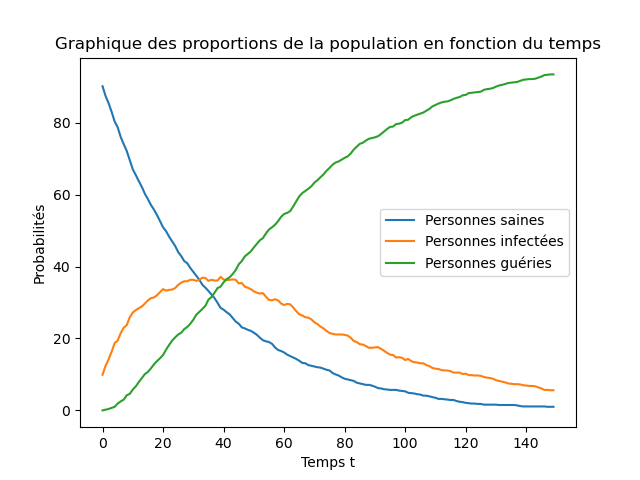 Graphique des proportions de la population en fonction du temps
Probabilités
80
60
40
20
0
Personnes saines
Personnes infectées
Personnes guéries
0 20 40 60 80 100 120 140
Temps t